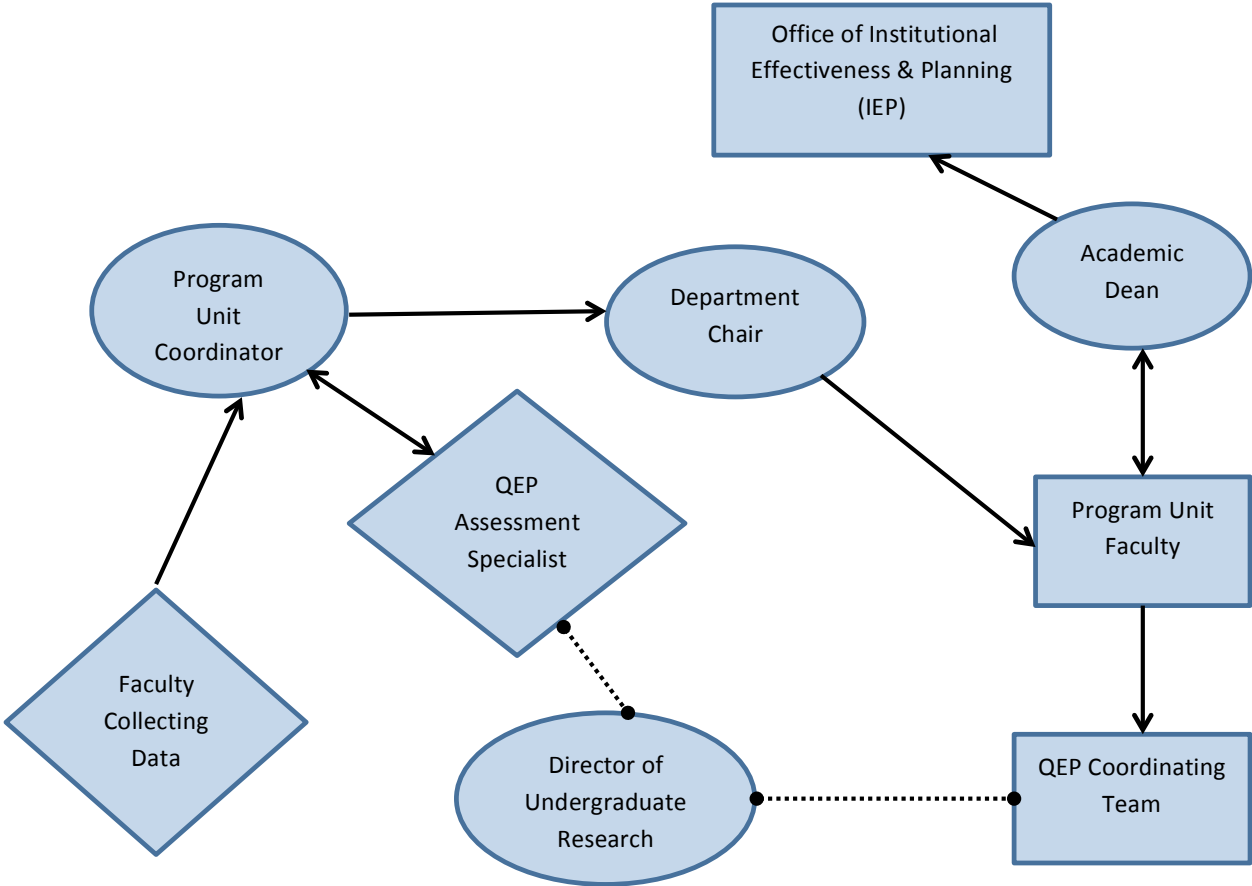 Office of Institutional
Effectiveness & Planning
(IEP)
Academic
Dean
Program
Unit
Coordinator
Department
Chair
QEP
Assessment
Specialist
Program Unit
Faculty
Faculty
Collecting
Data
Director of
Undergraduate
Research
QEP Coordinating
Team